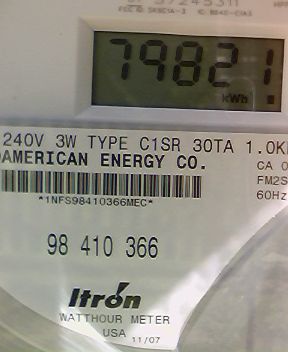 79821
kWh
240V 3W TYPE C1SR 30TA 1.0K
AMERICAN ENERGY CO.
CA 0
FM2S
60Hz
*1NFS98410366MEC*
98 410 366
Itron
WATTHOUR METER
USA 11/07